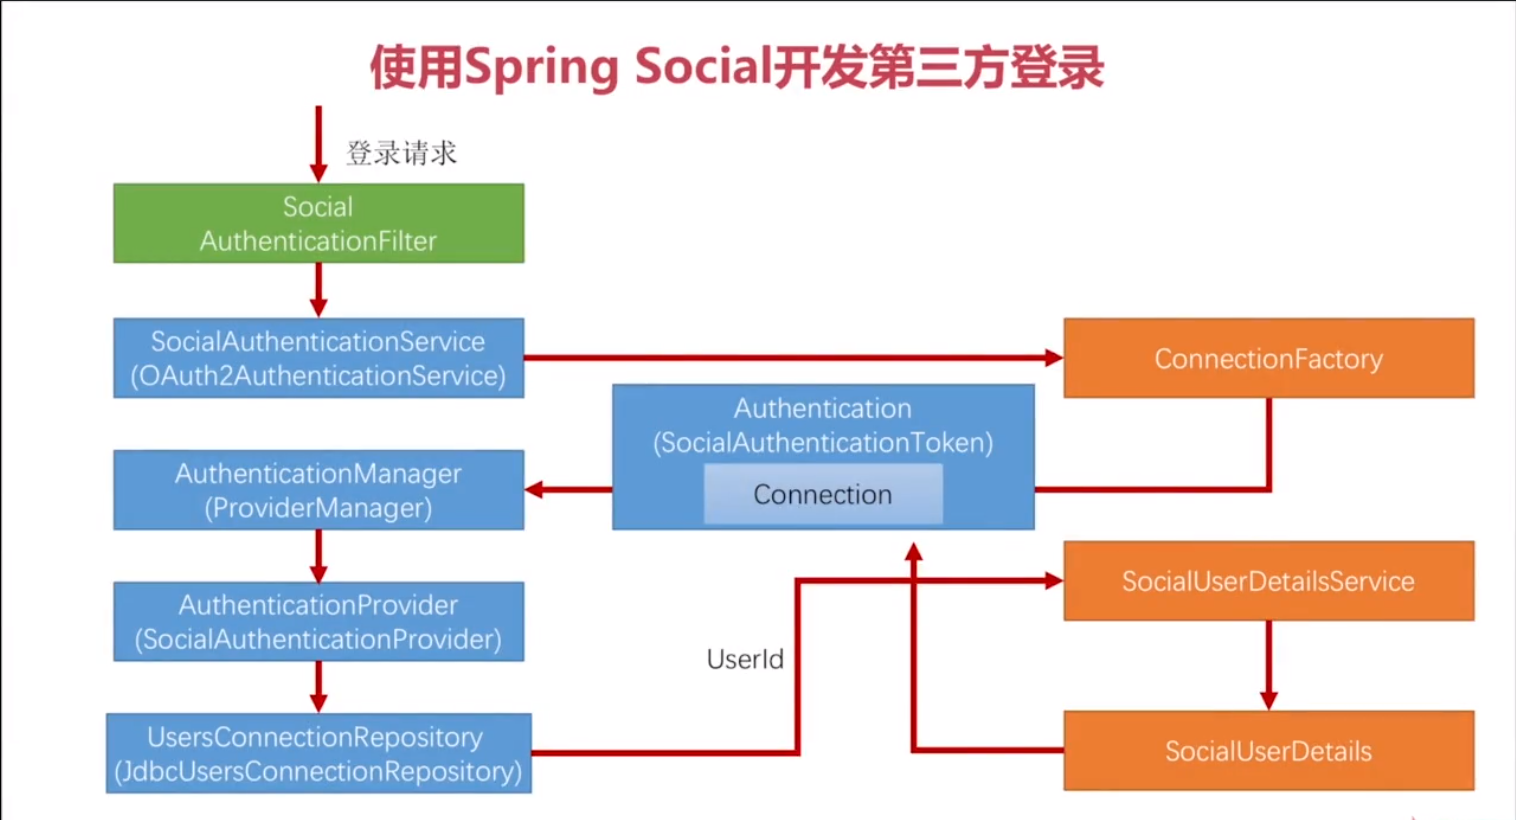 使用Spring Social开发第三方登录
登录请求
Social
AuthenticationFilter
SocialAuthenticationService
(OAuth2AuthenticationService)
ConnectionFactory
Authentication
(SocialAuthenticationToken)
Connection
AuthenticationManager
(ProviderManager)
SocialUserDetailsService
AuthenticationProvider
(SocialAuthenticationProvider)
UserId
UsersConnectionRepository
(JdbcUsersConnectionRepository)
SocialUserDetails